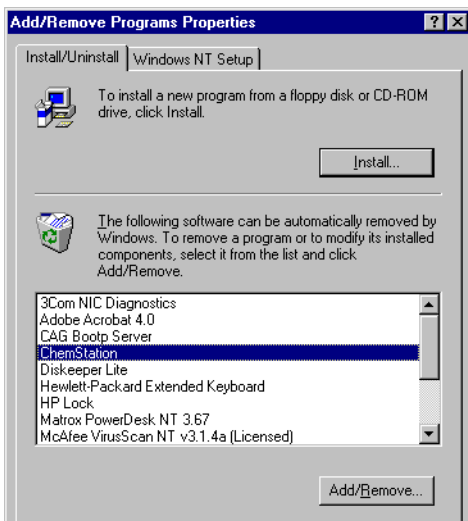 Add/Remove Programs Properties
Install/Uninstall
Windows NT Setup
To install a new program from a floppy disk or CD-ROM
drive, click Install.
Install...
The following software can be automatically removed by
Windows. To remove a program or to modify its installed
components, select it from the list and click
Add/Remove.
3Com NIC Diagnostics
Adobe Acrobat 4.0
CAG Bootp Server
ChemStation
Diskeeper Lite
Hewlett-Packard Extended Keyboard
HP Lock
Matrox PowerDesk NT 3.67
McAfee VirusScan NT v3.1.4a (Licensed)
Add/Remove...